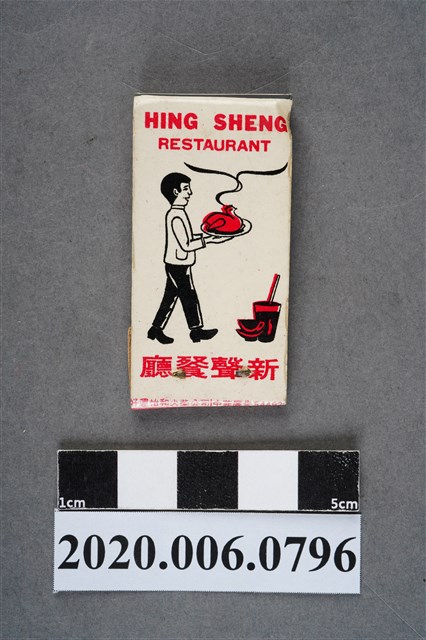 HING SHENG
RESTAURANT
新聲餐廳
1cm
5cm
2020.006.0796